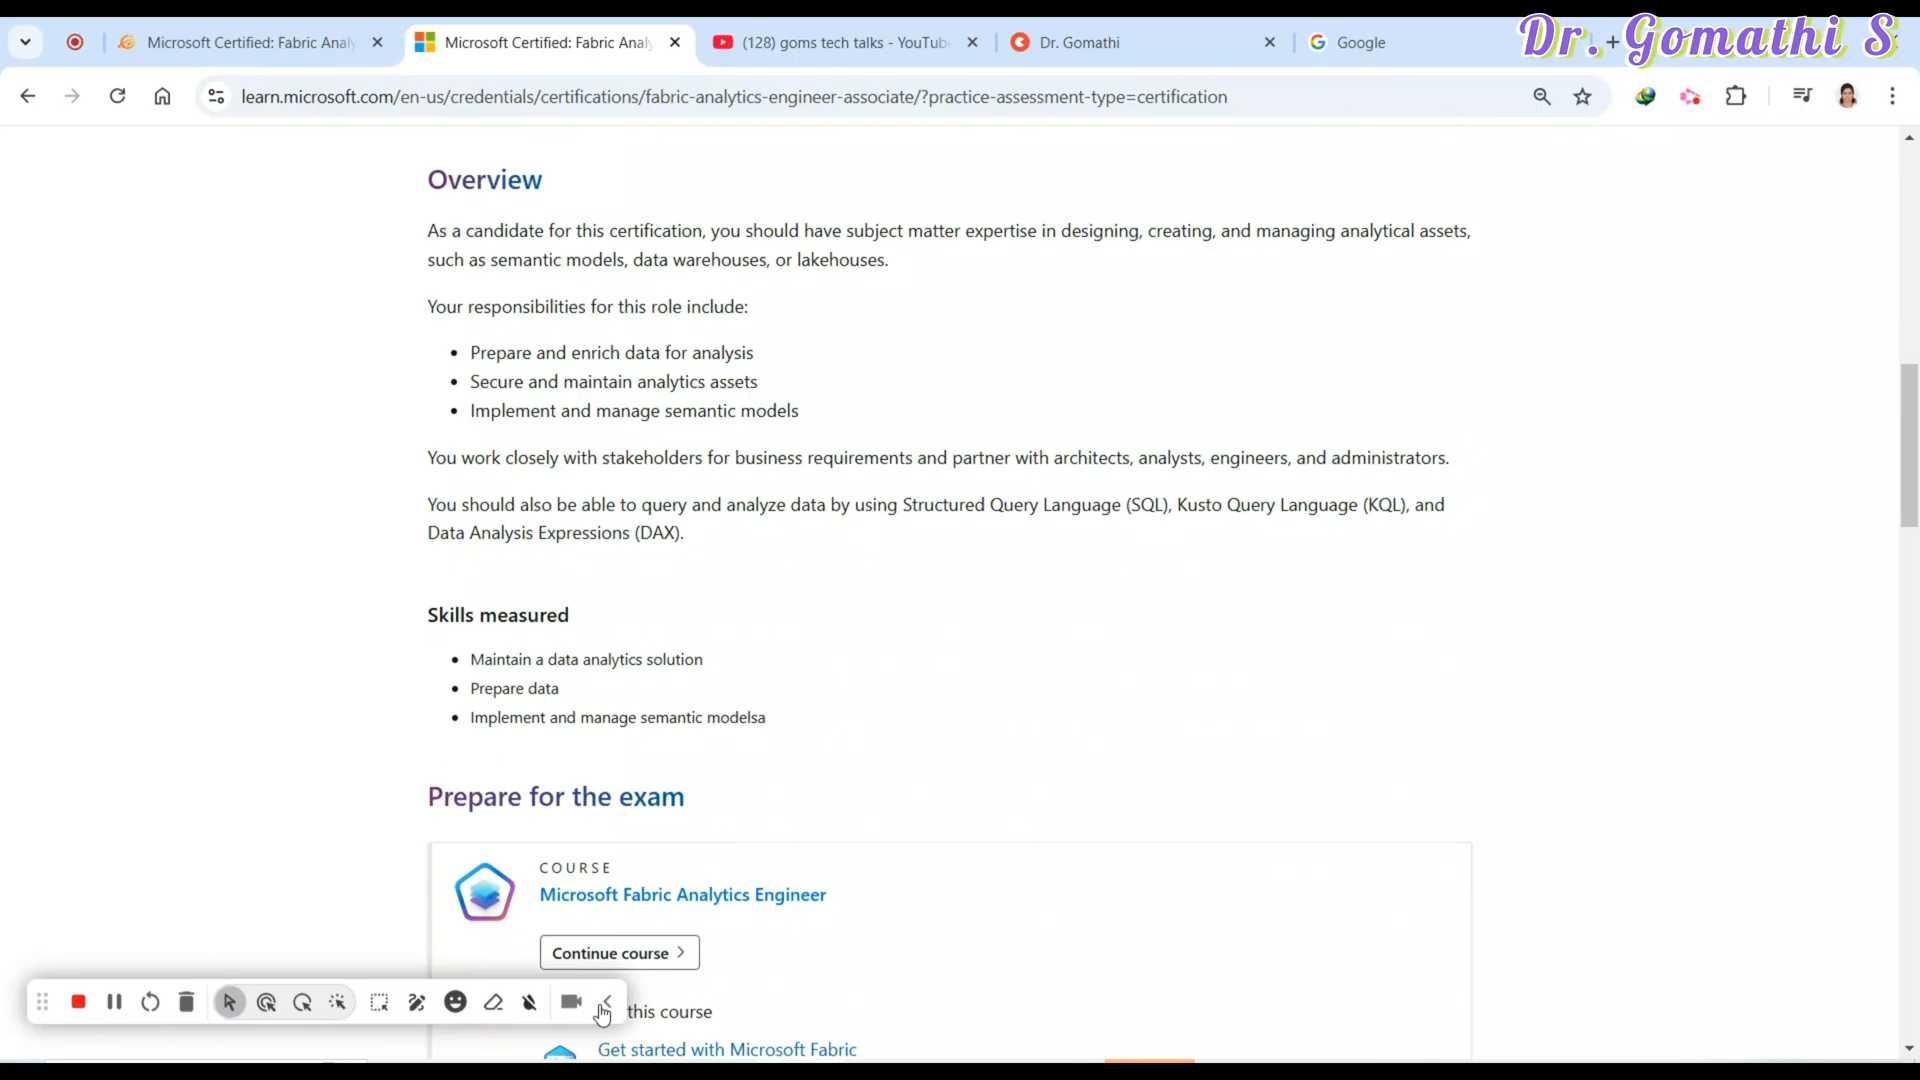 Microsoft Certified: Fabric Anal
Microsoft Certified: Fabric Anal
(128) goms tech talks - YouTub
Dr. Gomathi
Google
Dr. Gomathi S
learn.microsoft.com/en-us/credentials/certifications/fabric-analytics-engineer-associate/?practice-assessment-type=certification
Overview
As a candidate for this certification, you should have subject matter expertise in designing, creating, and managing analytical assets,
such as semantic models, data warehouses, or lakehouses.
Your responsibilities for this role include:
• Prepare and enrich data for analysis
• Secure and maintain analytics assets
• Implement and manage semantic models
You work closely with stakeholders for business requirements and partner with architects, analysts, engineers, and administrators.
You should also be able to query and analyze data by using Structured Query Language (SQL), Kusto Query Language (KQL), and
Data Analysis Expressions (DAX).
Skills measured
• Maintain a data analytics solution
• Prepare data
• Implement and manage semantic modelsa
Prepare for the exam
COURSE
Microsoft Fabric Analytics Engineer
Continue course
this course
Get started with Microsoft Fabric